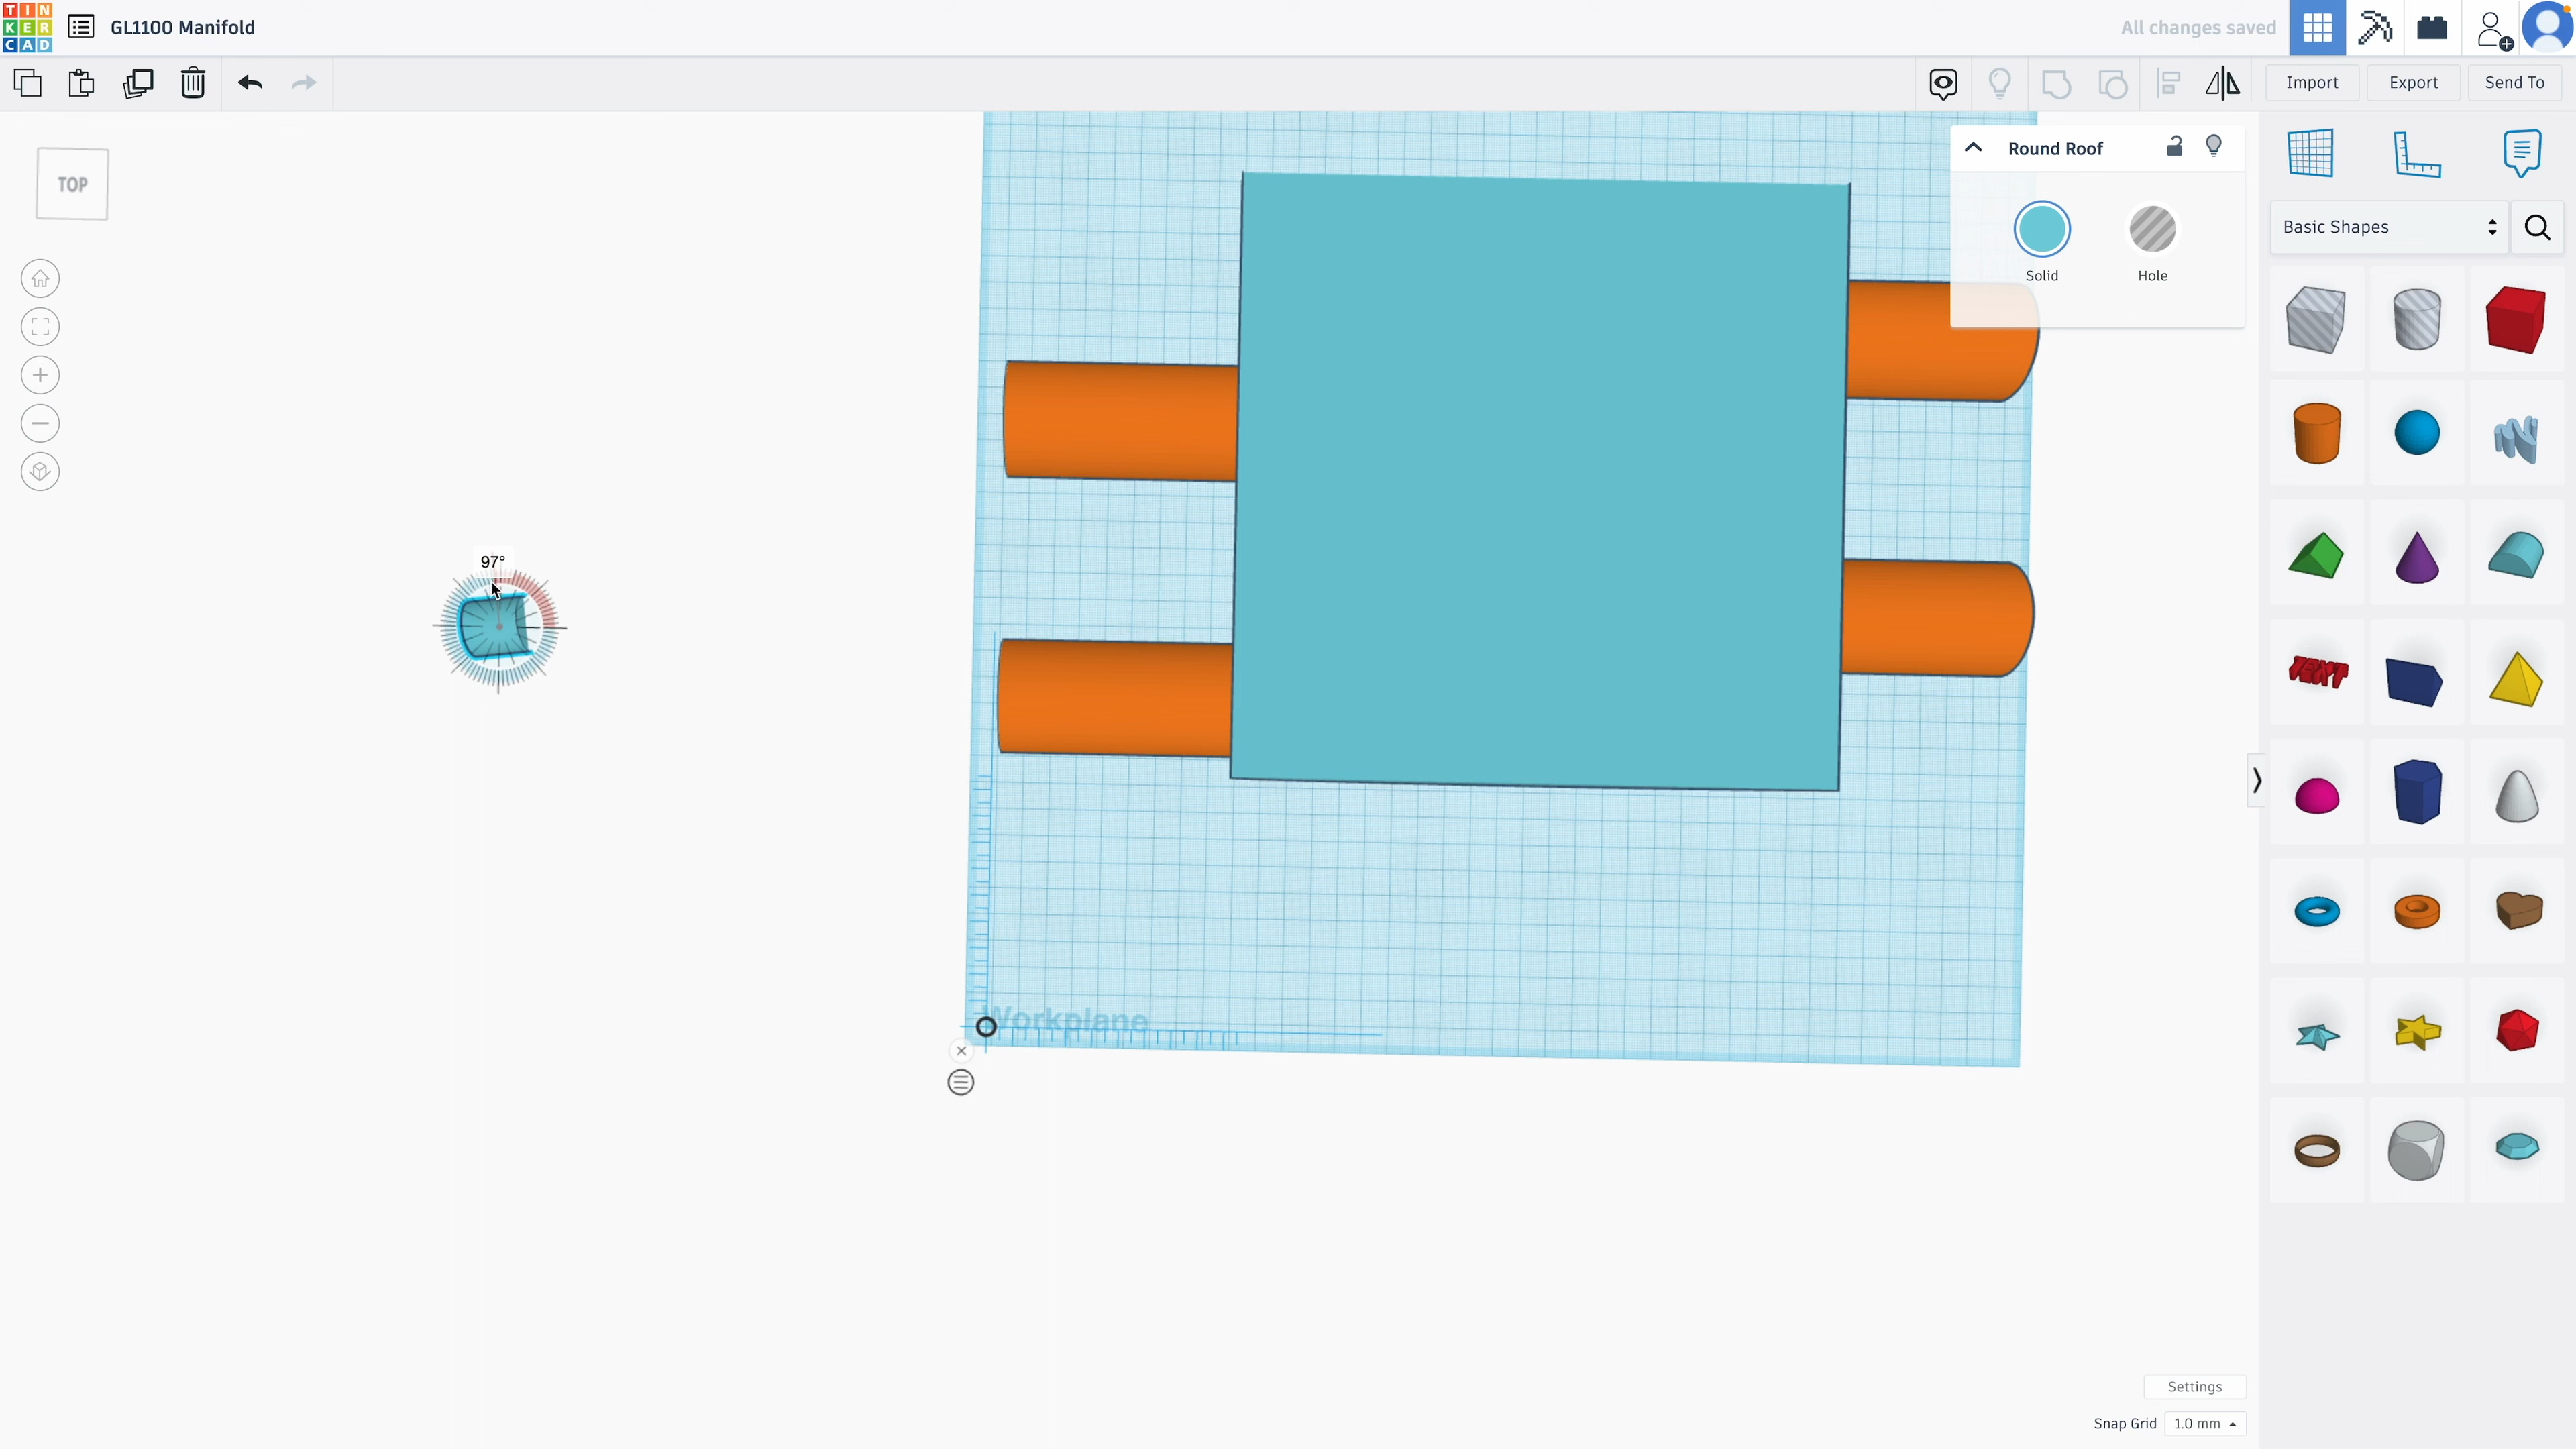 TIN
KER
CAD
GL1100 Manifold
All changes saved
Import
Export
Send To
TOP
Round Roof
Solid
Hole
Basic Shapes
97°
TEXT
Workplane
Settings
Snap Grid
1.0 mm